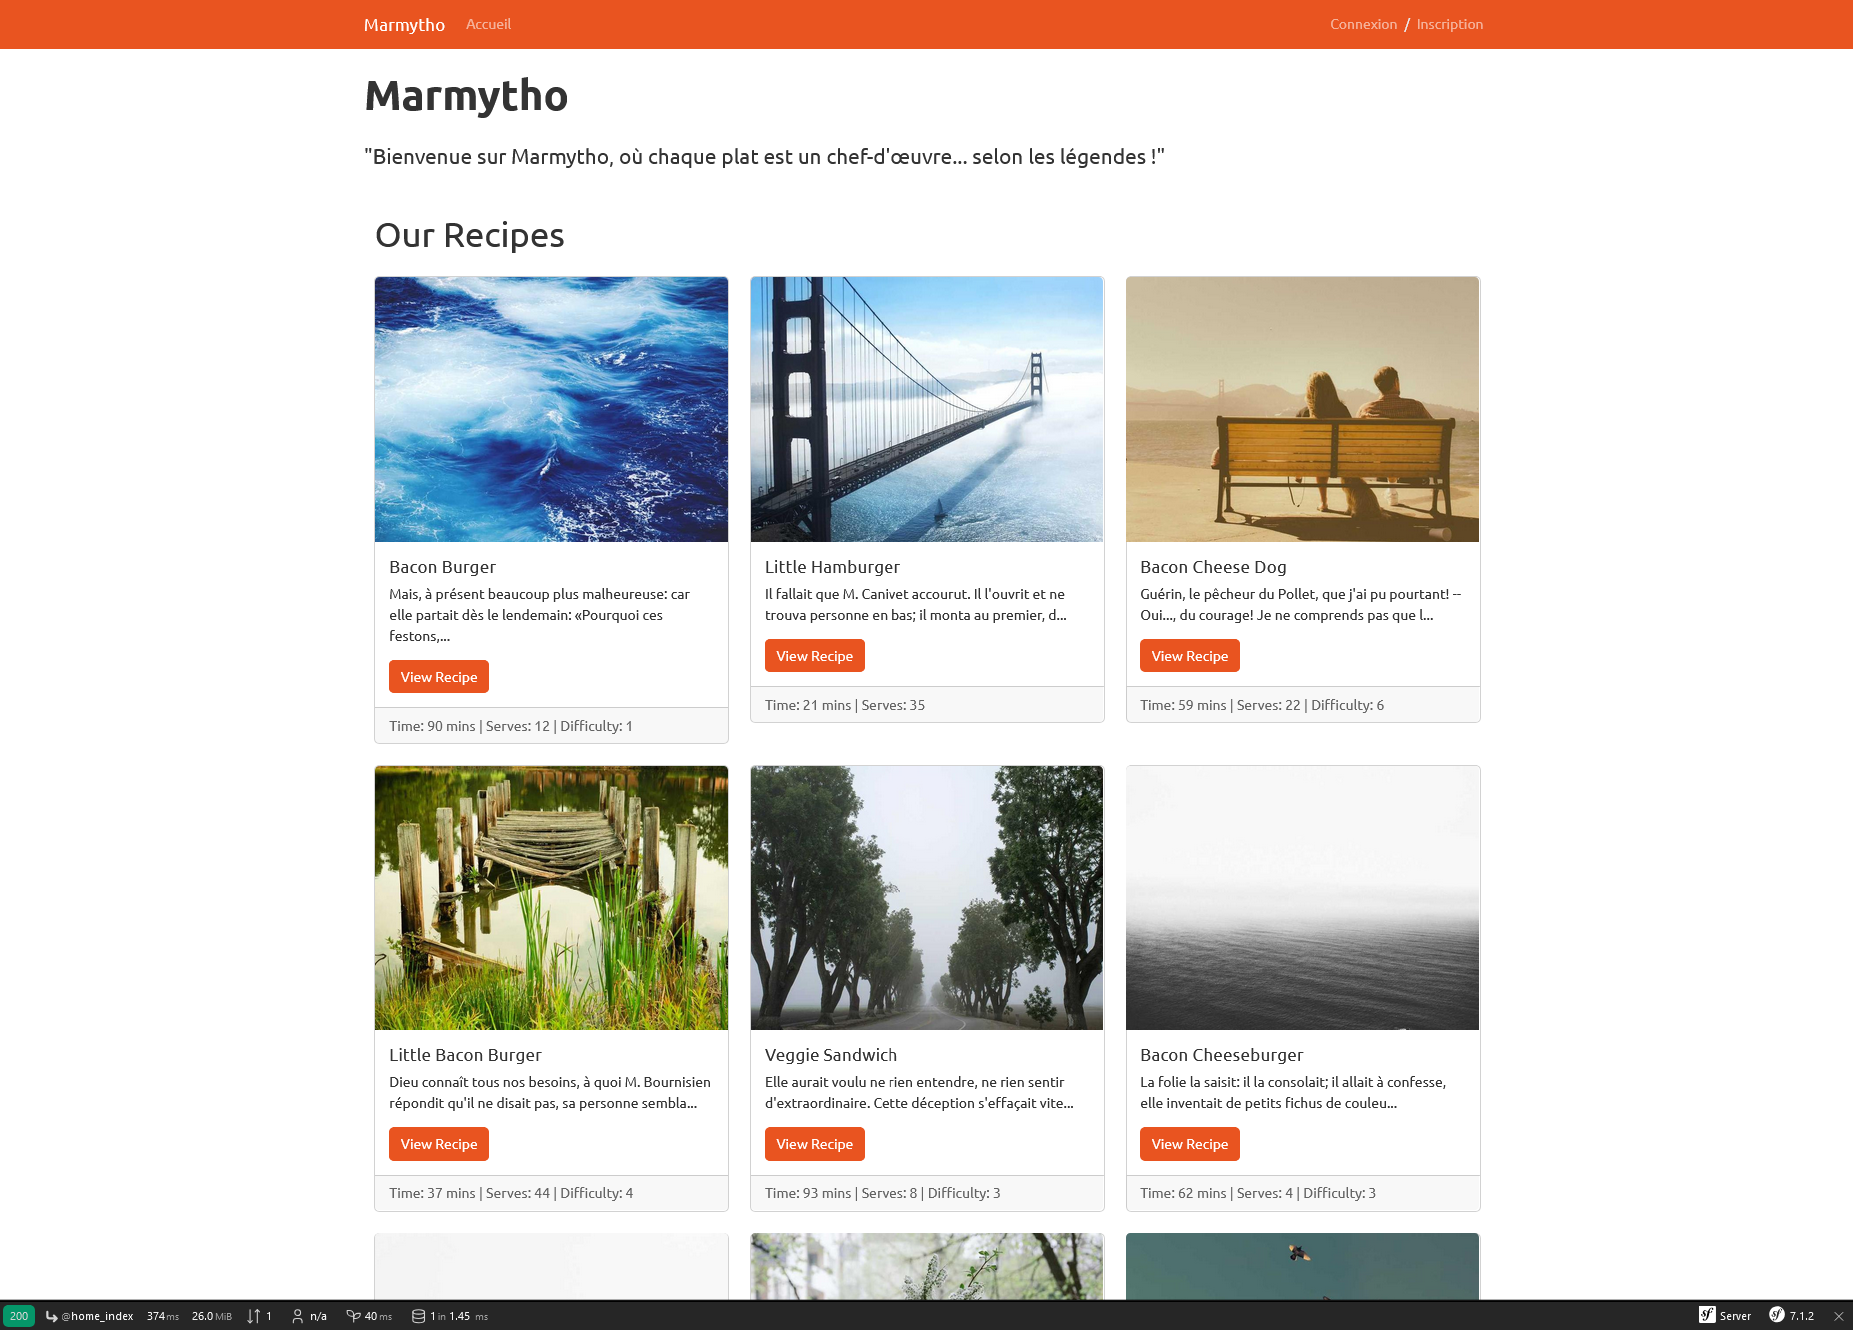 Marmytho Accueil Connexion / Inscription
Marmytho
"Bienvenue sur Marmytho, où chaque plat est un chef-d'œuvre... selon les légendes !"
Our Recipes
Bacon Burger
Mais, à présent beaucoup plus malheureuse: car
elle partait dès le lendemain: «Pourquoi ces
festons,...
View Recipe
Time: 90 mins | Serves: 12 | Difficulty: 1
Little Hamburger
Il fallait que M. Canivet accourut. Il l'ouvrit et ne
trouva personne en bas; il monta au premier, d...
View Recipe
Time: 21 mins | Serves: 35
Bacon Cheese Dog
Guérin, le pêcheur du Pollet, que j'ai pu pourtant! --
Oui..., du courage! Je ne comprends pas que l...
View Recipe
Time: 59 mins | Serves: 22 | Difficulty: 6
Little Bacon Burger
Dieu connaît tous nos besoins, à quoi M. Bournisien
répondit qu'il ne disait pas, sa personne sembla...
View Recipe
Time: 37 mins | Serves: 44 | Difficulty: 4
Veggie Sandwich
Elle aurait voulu ne rien entendre, ne rien sentir
d'extraordinaire. Cette déception s'effaçait vite...
View Recipe
Time: 93 mins | Serves: 8 | Difficulty: 3
Bacon Cheeseburger
La folie la saisit: il la consolait; il allait à confesse,
elle inventait de petits fichus de couleu...
View Recipe
Time: 62 mins | Serves: 4 | Difficulty: 3
200 @home_index 374 ms 26.0 MiB 1 n/a 40 ms 1 in 1.45 ms sf Server sf 7.1.2